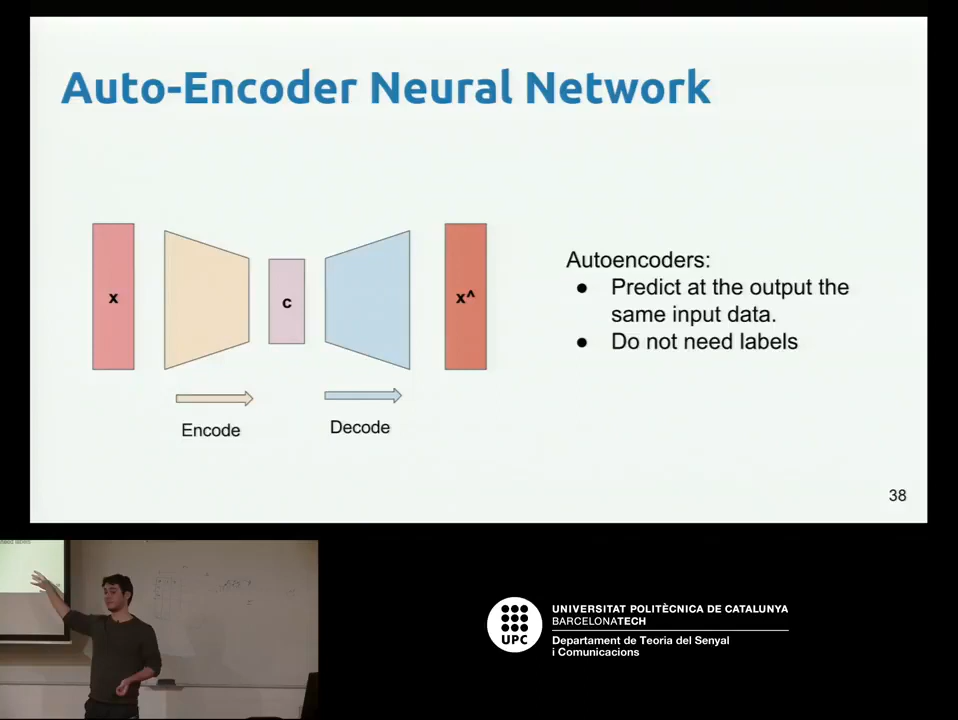 Auto-Encoder Neural Network
x
c
x^
Encode
Decode
Autoencoders:
● Predict at the output the
same input data.
● Do not need labels
38
UPC
UNIVERSITAT POLITÈCNICA DE CATALUNYA
BARCELONATECH
Departament de Teoria del Senyal
i Comunicacions